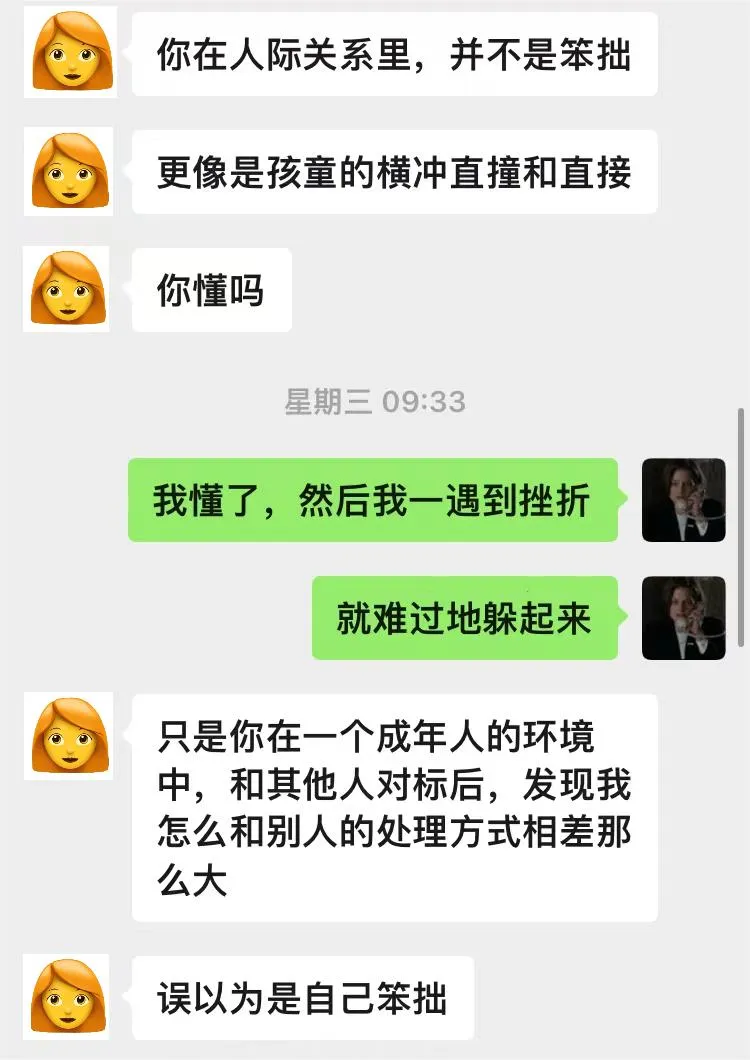 你在人际关系里，并不是笨拙
更像是孩童的横冲直撞和直接
你懂吗
星期三 09:33
我懂了，然后我一遇到挫折
就难过地躲起来
只是你在一个成年人的环境
中，和其他人对标后，发现我
怎么和别人的处理方式相差那
么大
误以为是自己笨拙